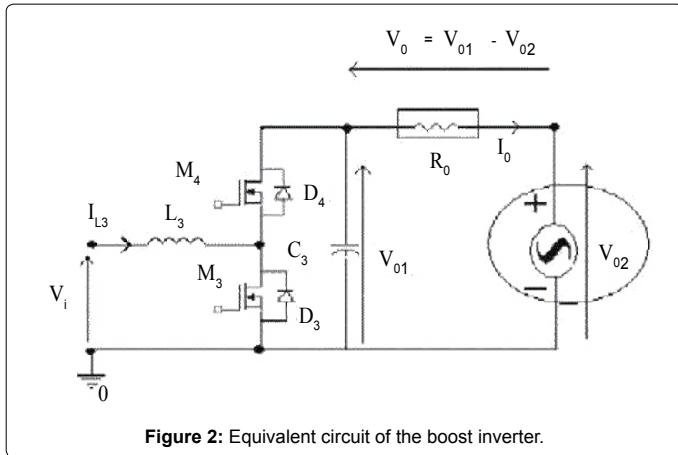 V0 = V01 - V02
R0
I0
M4
D4
IL3
L3
C3
V01
+
V02
M3
Vi
D3
0
Figure 2: Equivalent circuit of the boost inverter.